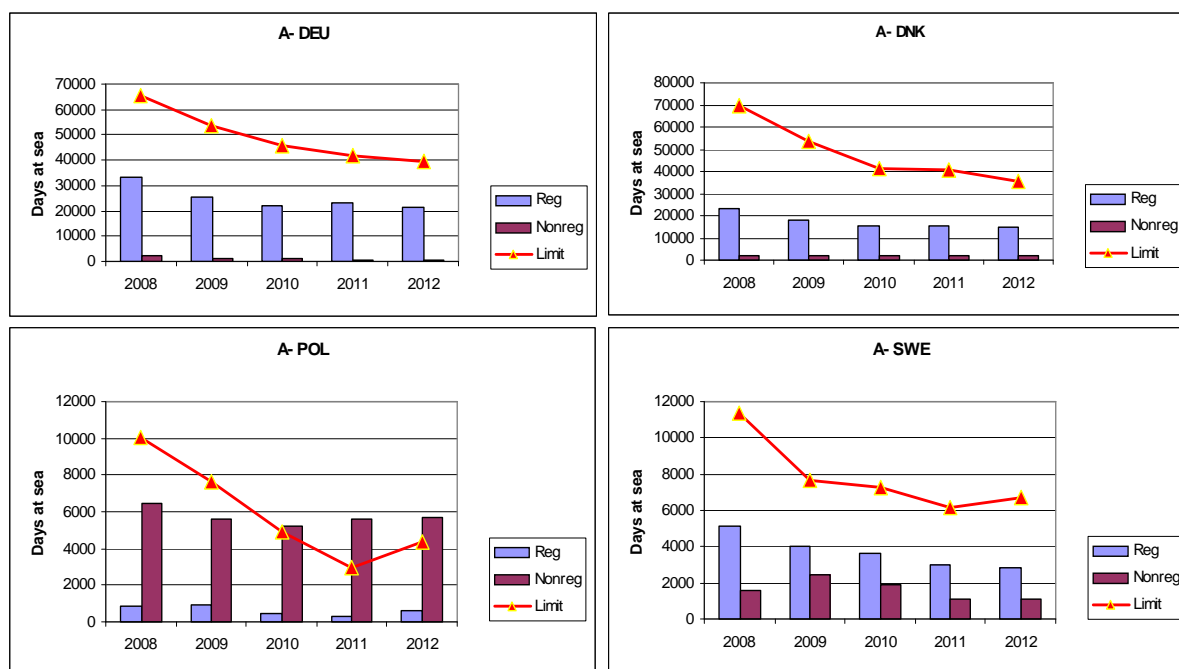 A- DEU
70000
60000
50000
40000
30000
20000
10000
0
Days at sea
2008 2009 2010 2011 2012
Reg
Nonreg
Limit
A- DNK
80000
70000
60000
50000
40000
30000
20000
10000
0
Days at sea
2008 2009 2010 2011 2012
Reg
Nonreg
Limit
A- POL
12000
10000
8000
6000
4000
2000
0
Days at sea
2008 2009 2010 2011 2012
Reg
Nonreg
Limit
A- SWE
12000
10000
8000
6000
4000
2000
0
Days at sea
2008 2009 2010 2011 2012
Reg
Nonreg
Limit